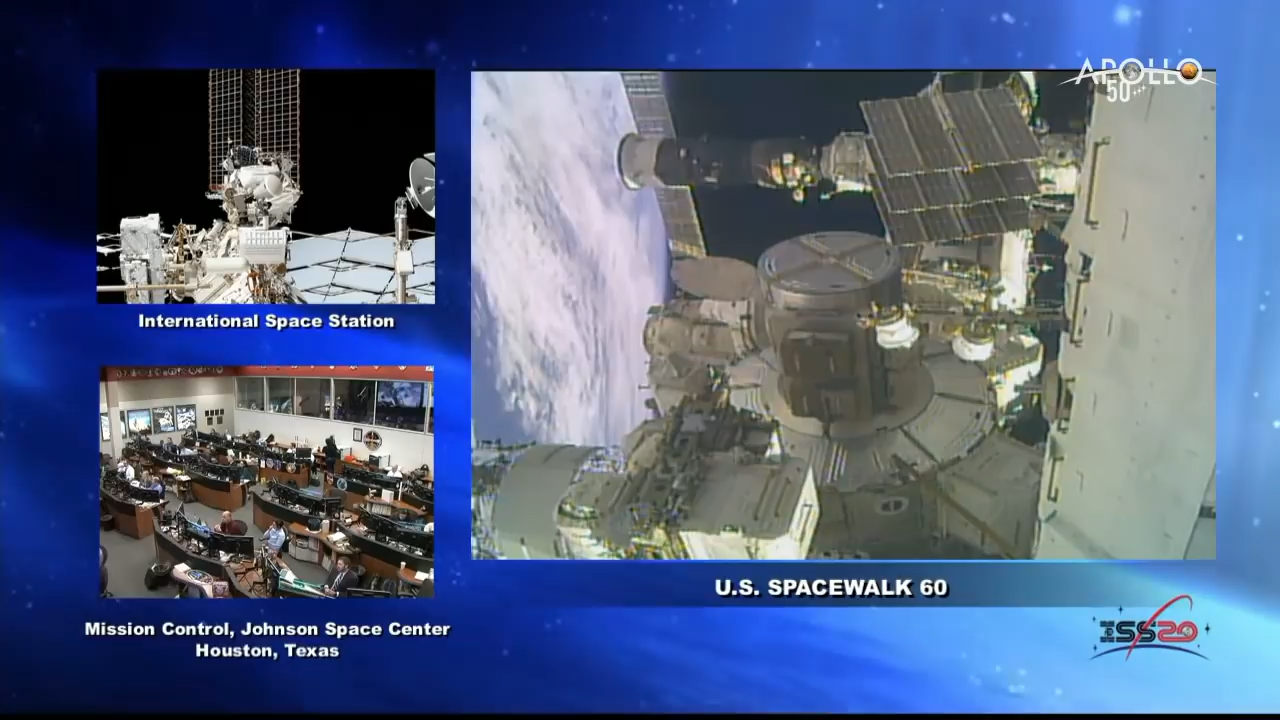 APOLLO
50
International Space Station
U.S. SPACEWALK 60
ISS20
Mission Control, Johnson Space Center
Houston, Texas